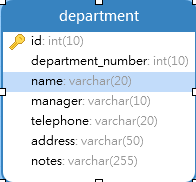 department
id: int(10)
department_number: int(10)
name: varchar(20)
manager: varchar(10)
telephone: varchar(20)
address: varchar(50)
notes: varchar(255)